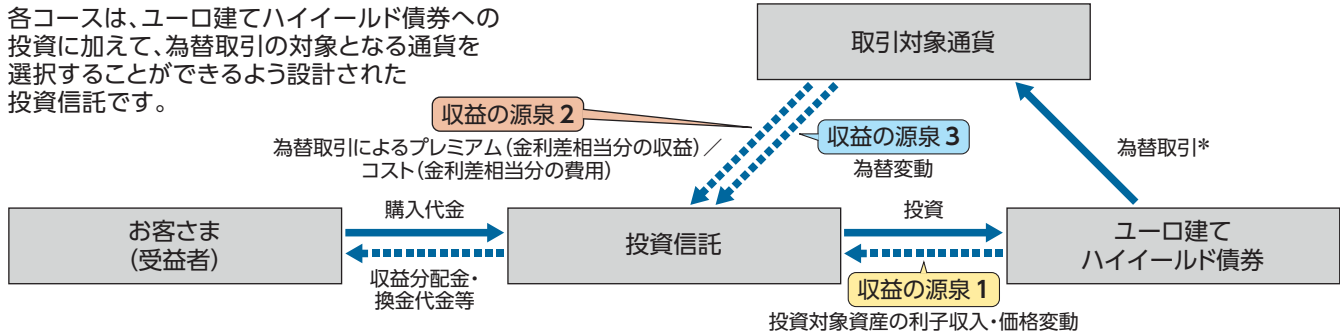 各コースは、ユーロ建てハイイールド債券への
投資に加えて、為替取引の対象となる通貨を
選択することができるよう設計された
投資信託です。
取引対象通貨
収益の源泉 2
為替取引によるプレミアム(金利差相当分の収益)/
コスト(金利差相当分の費用)
収益の源泉 3
為替変動
為替取引*
お客さま
(受益者)
購入代金
収益分配金・
換金代金等
投資信託
投資
収益の源泉 1
投資対象資産の利子収入・価格変動
ユーロ建て
ハイイールド債券